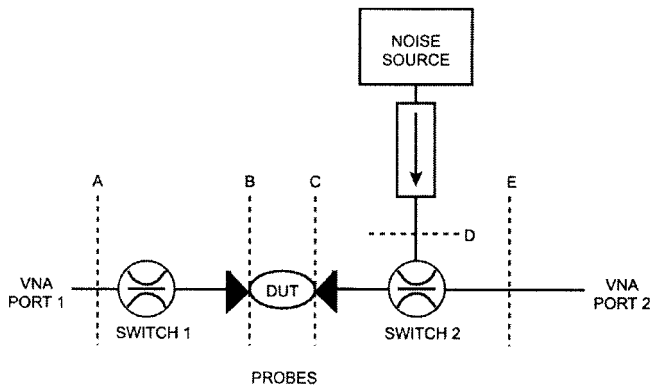 NOISE
SOURCE
A
B
C
E
D
VNA
PORT 1
DUT
VNA
PORT 2
SWITCH 1
SWITCH 2
PROBES